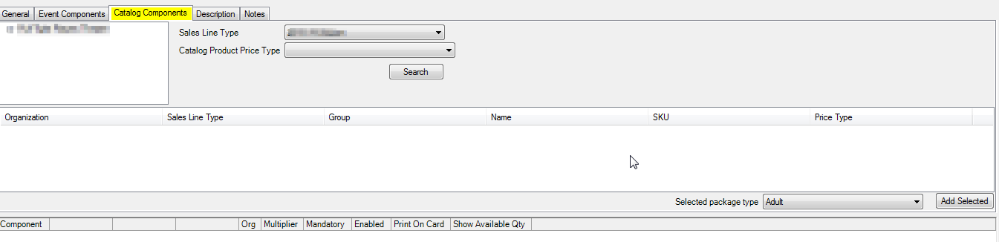 General Event Components Catalog Components Description Notes
Sales Line Type
Catalog Product Price Type
Search
Organization Sales Line Type Group Name SKU Price Type
Selected package type Adult Add Selected
Component Org Multiplier Mandatory Enabled Print On Card Show Available Qty